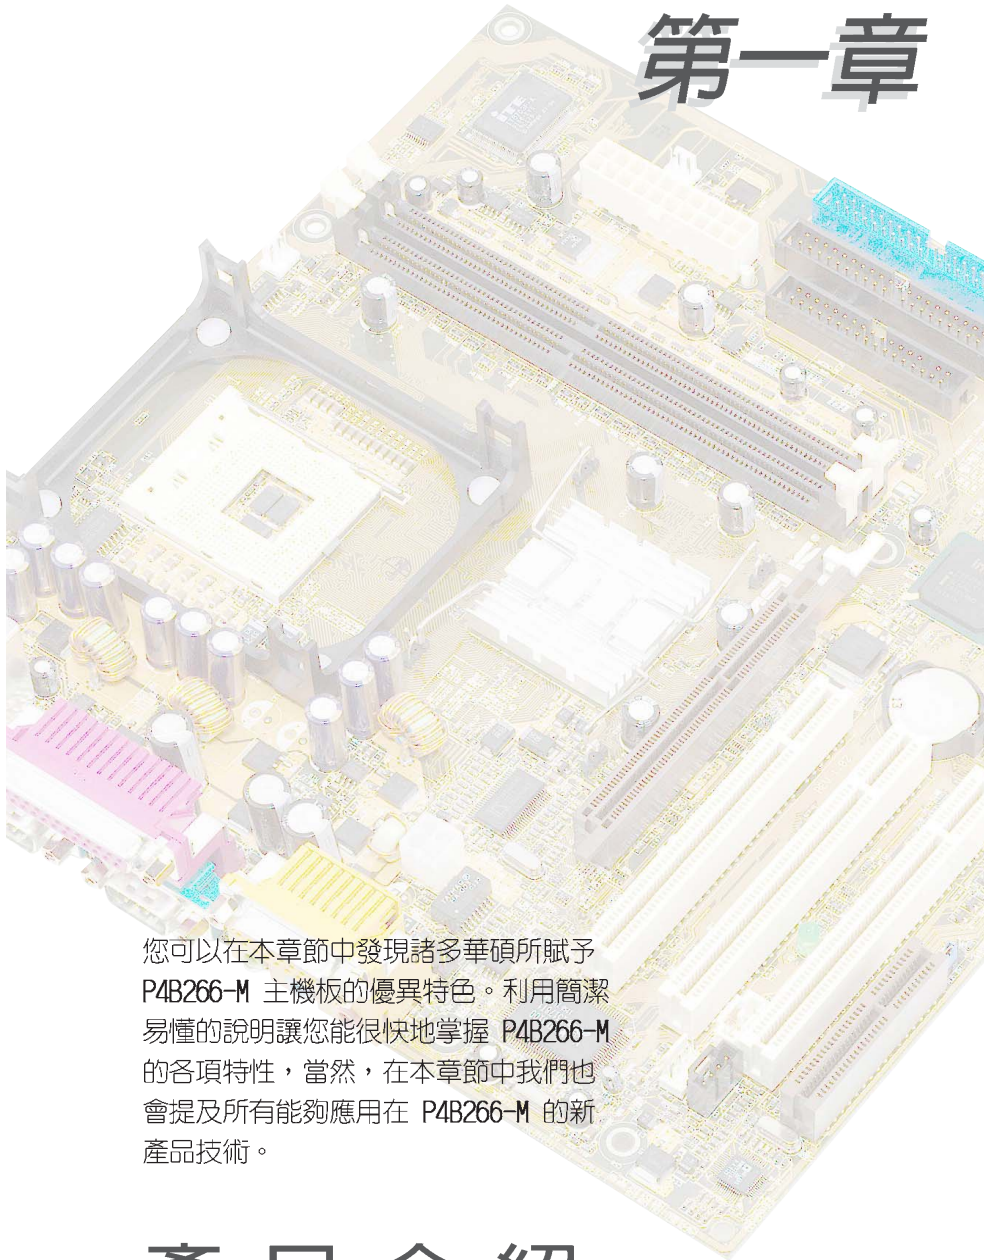 第一章
您可以在本章節中發現諸多華碩所賦予
P4B266-M 主機板的優異特色。利用簡潔
易懂的說明讓您能很快地掌握 P4B266-M
的各項特性，當然，在本章節中我們也
會提及所有能夠應用在 P4B266-M 的新
產品技術。
產品介紹